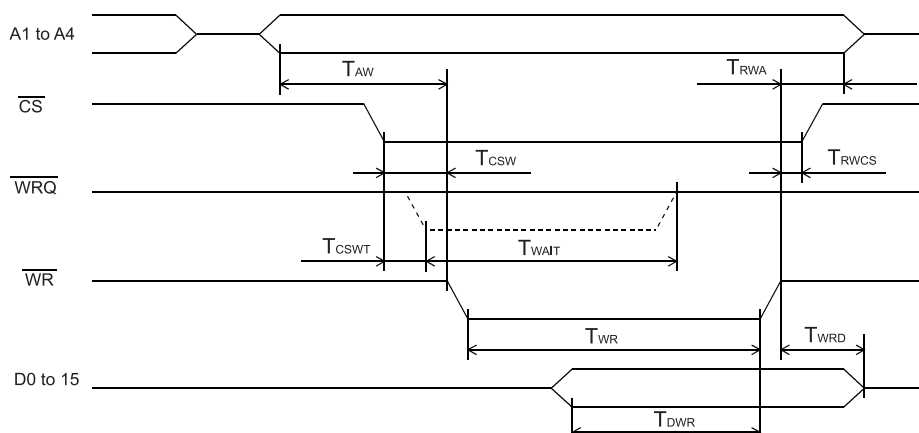 A1 to A4
TAW
TRWA
CS
TCSW
TRWCS
WRQ
TCSWT
TWAIT
WR
TWR
TWRD
D0 to 15
TDWR